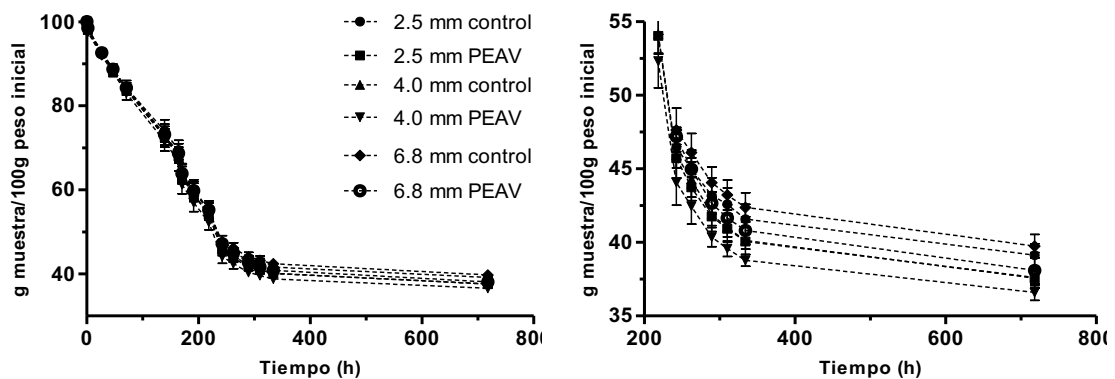 100
80
60
40
0
200
400
600
800
g muestra/100g peso inicial
Tiempo (h)
2.5 mm control
2.5 mm PEAV
4.0 mm control
4.0 mm PEAV
6.8 mm control
6.8 mm PEAV
55
50
45
40
35
200
400
600
g muestra/100g peso inicial
Tiempo (h)